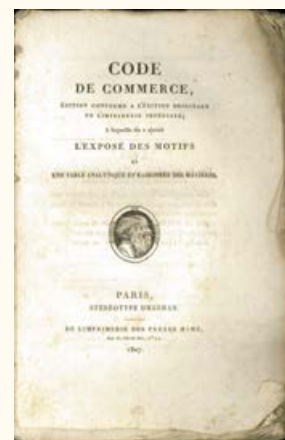 CODE
DE COMMERCE,
ÉDITION CONFORME A L'ÉDITION ORIGINALE
DE L'IMPRIMERIE IMPÉRIALE;
à laquelle on a ajouté
L'EXPOSÉ DES MOTIFS
ET
UNE TABLE ANALYTIQUE ET RAISONNÉE DES MATIÈRES.
PARIS,
STÉRÉOTYPE
DE L'IMPRIMERIE DES FRÈRES MAME,
1807.